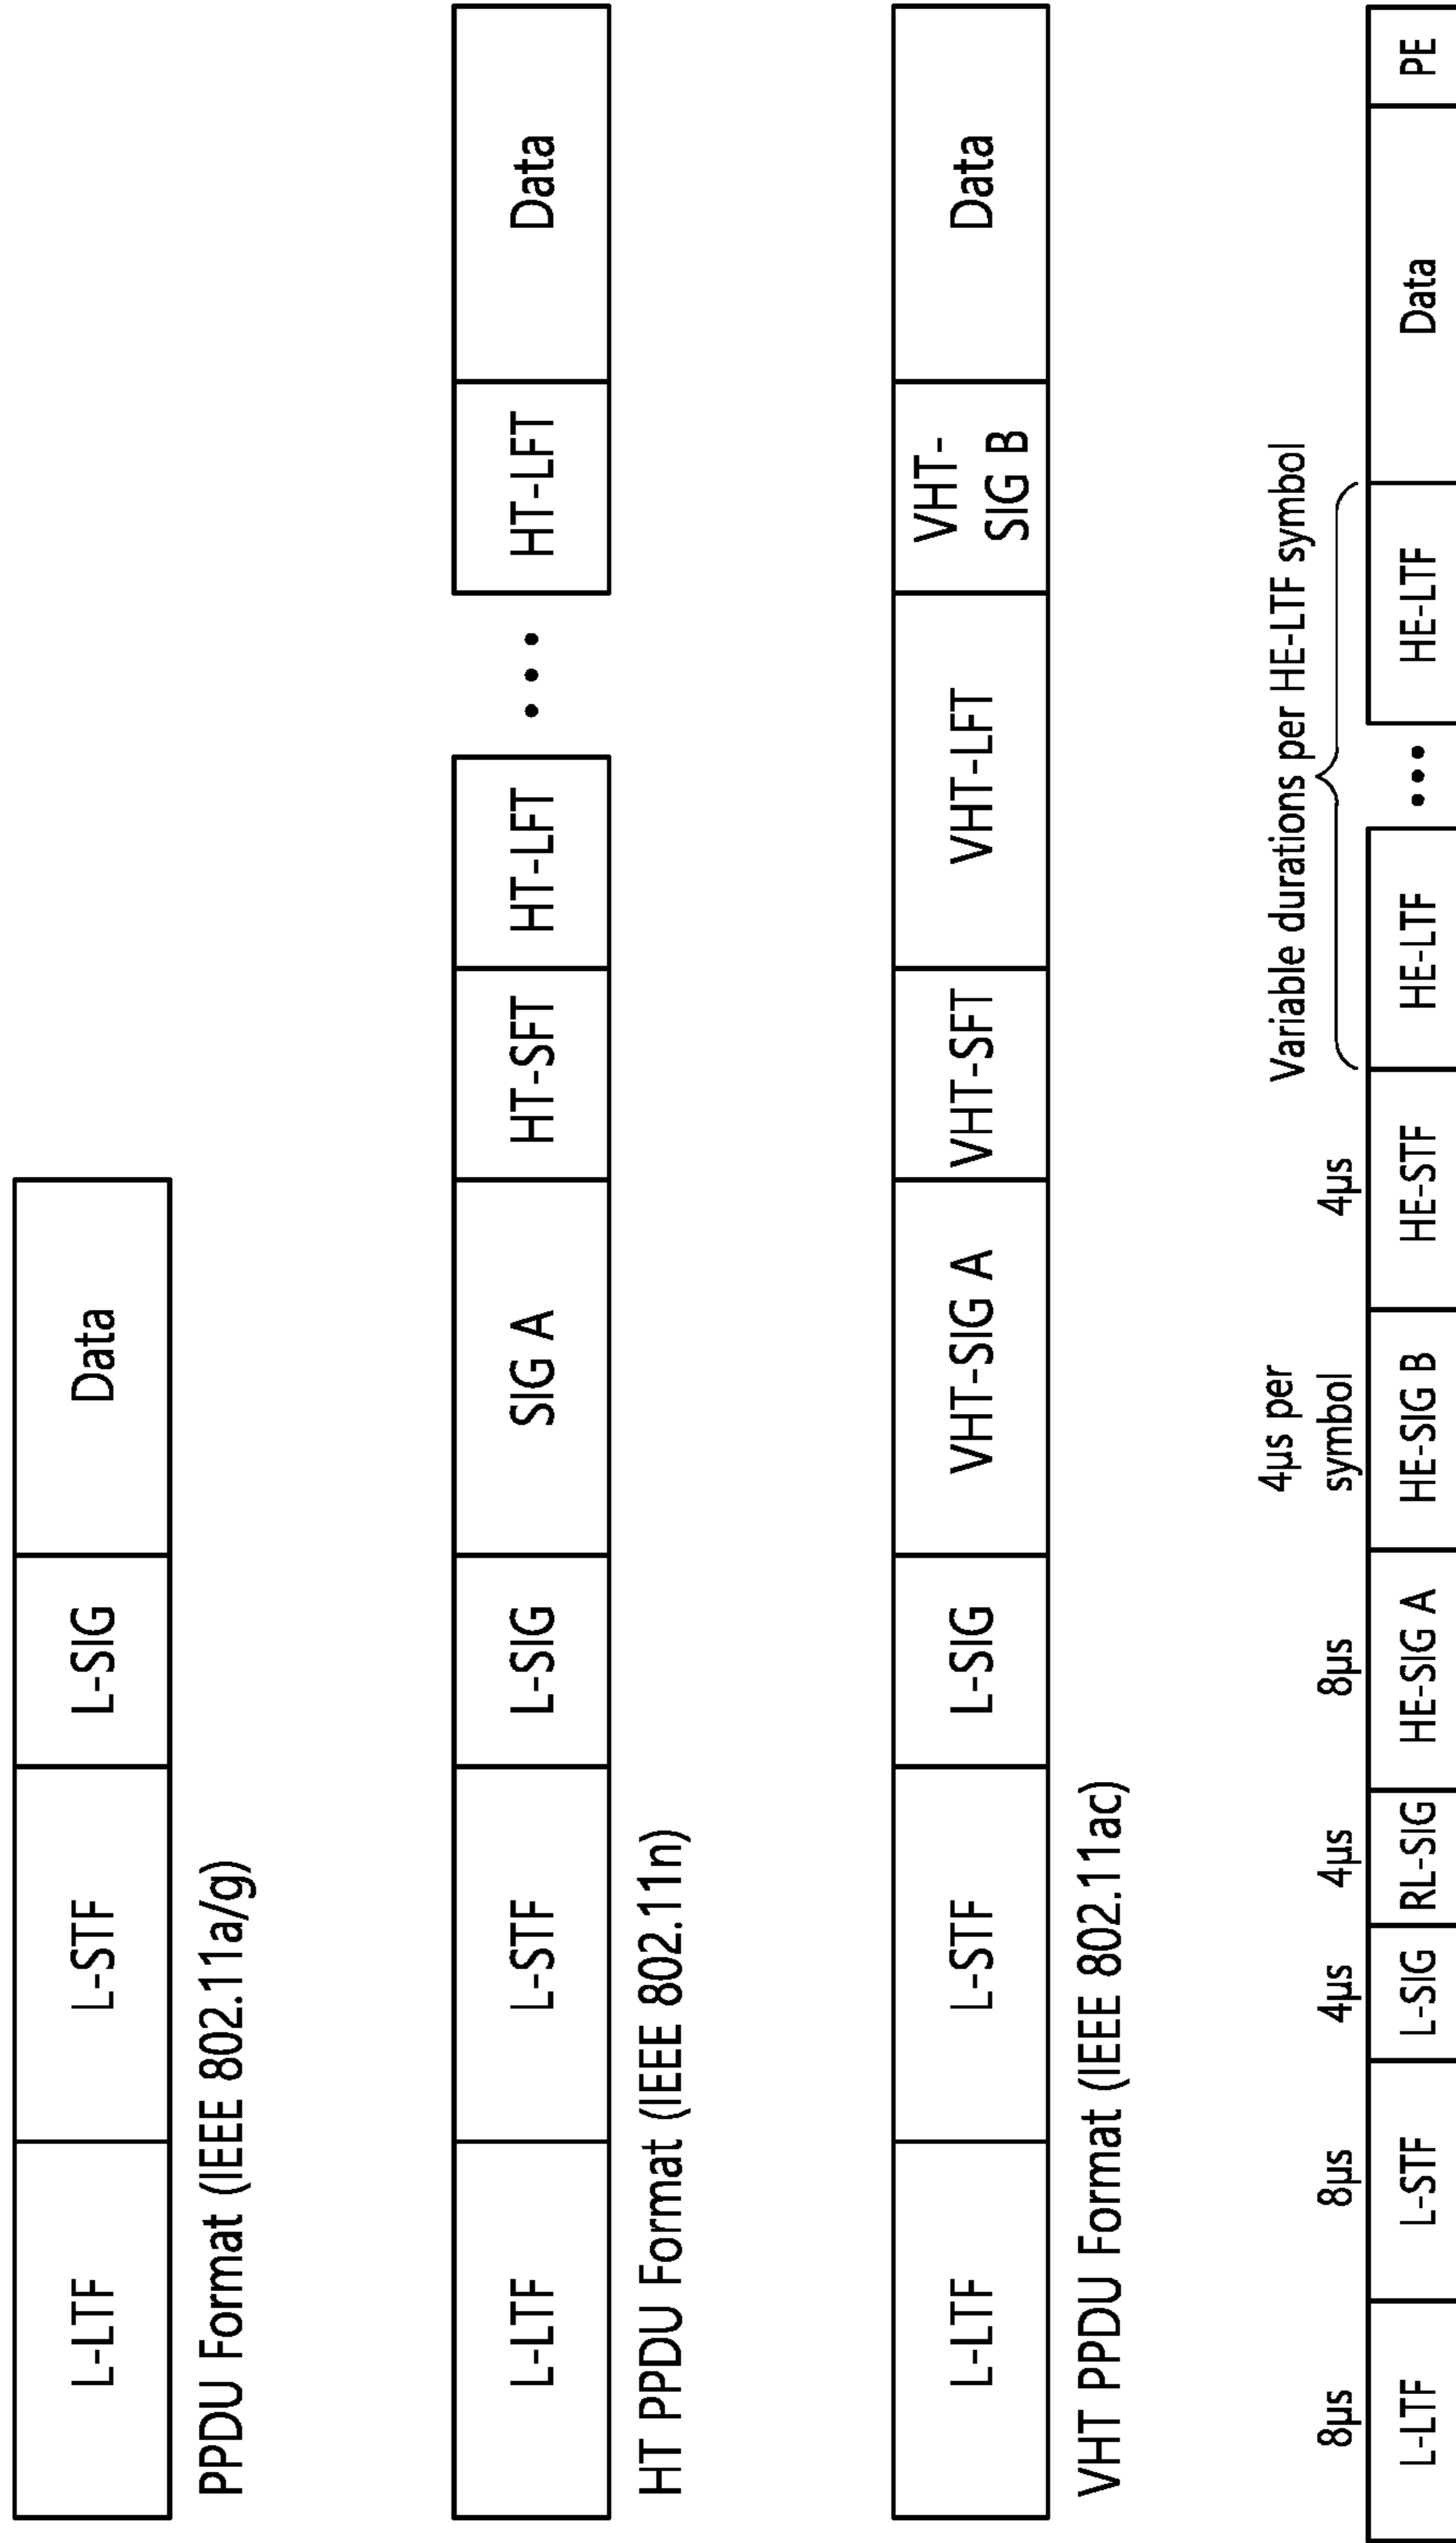 L-LTF L-STF L-SIG Data
PPDU Format (IEEE 802.11a/g)
L-LTF L-STF L-SIG SIG A HT-SFT HT-LFT ••• HT-LFT Data
HT PPDU Format (IEEE 802.11n)
L-LTF L-STF L-SIG VHT-SIG A VHT-SFT VHT-LFT VHT-
SIG B Data
VHT PPDU Format (IEEE 802.11ac)
Variable durations per HE-LTF symbol
4μs per
8μs 8μs 4μs 4μs 8μs symbol 4μs
L-LTF L-STF L-SIG RL-SIG HE-SIG A HE-SIG B HE-STF HE-LTF ••• HE-LTF Data PE